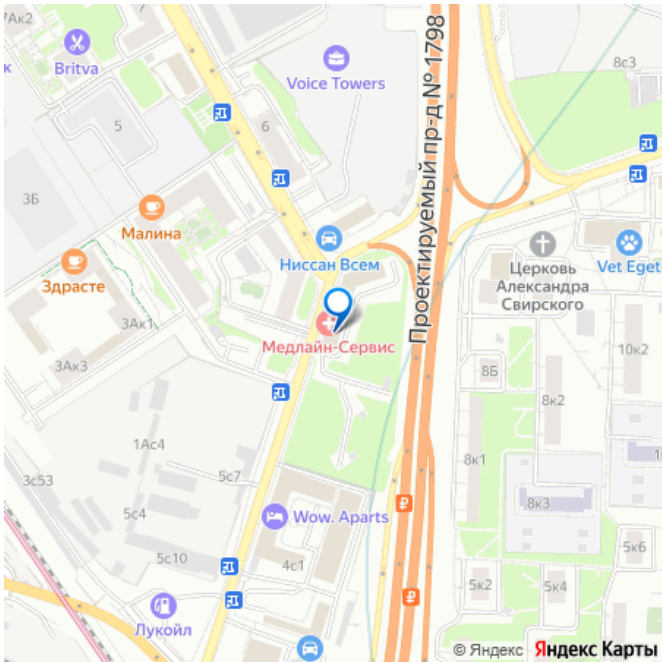 7Ак2
к
Britva
Voice Towers
8с3
5
6
3Б
Малина
Здрасте
Ниссан Всем
Проектируемый пр-д № 1798
Церковь
Александра
Свирского
Vet Eget
3Ак1
3Ак3
Медлайн-Сервис
8Б
10к2
8к2
1Ас4
5с7
3с53
5с4
8к1
8к3
Wow. Aparts
5с10
4с1
5к6
5к2
5к4
Лукойл
© Яндекс Яндекс Карты